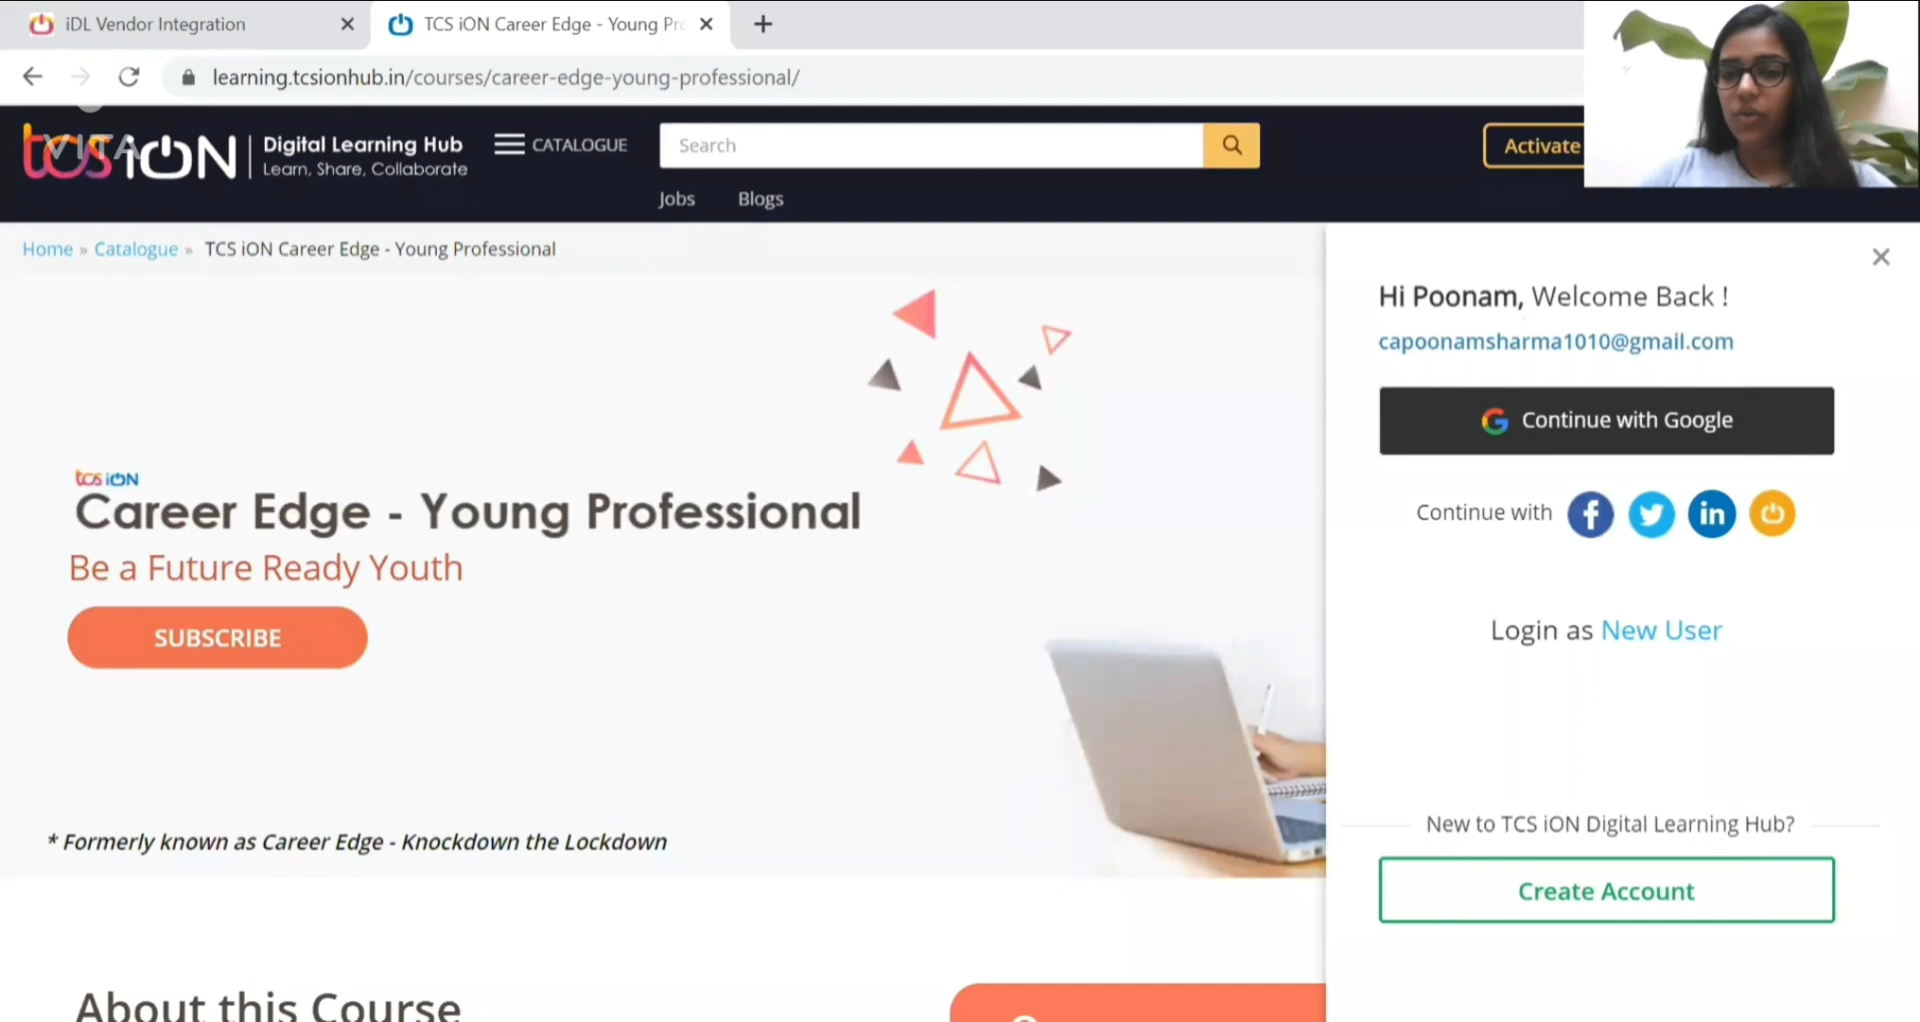 iDL Vendor Integration
TCS iON Career Edge - Young Pr
learning.tcsionhub.in/courses/career-edge-young-professional/
VITA
tcs iON
Digital Learning Hub
Learn, Share, Collaborate
CATALOGUE
Search
Activate
Jobs
Blogs
Home » Catalogue » TCS iON Career Edge - Young Professional
Hi Poonam, Welcome Back !
capoonamsharma1010@gmail.com
Continue with Google
Continue with
Login as New User
New to TCS iON Digital Learning Hub?
Create Account
tcs iON
Career Edge - Young Professional
Be a Future Ready Youth
SUBSCRIBE
* Formerly known as Career Edge - Knockdown the Lockdown
About this Course